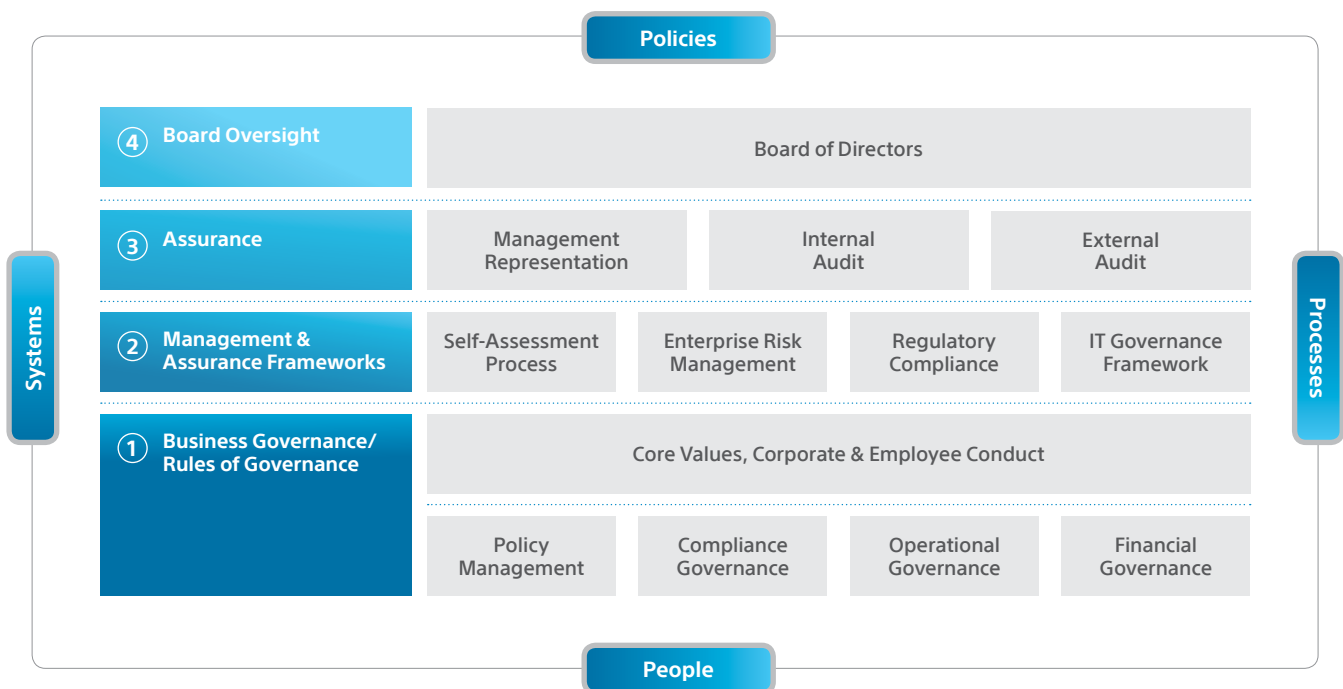 Policies
4 Board Oversight
Board of Directors
3 Assurance
Management
Representation
Internal
Audit
External
Audit
Systems
Processes
2 Management &
Assurance Frameworks
Self-Assessment
Process
Enterprise Risk
Management
Regulatory
Compliance
IT Governance
Framework
1 Business Governance/
Rules of Governance
Core Values, Corporate & Employee Conduct
Policy
Management
Compliance
Governance
Operational
Governance
Financial
Governance
People